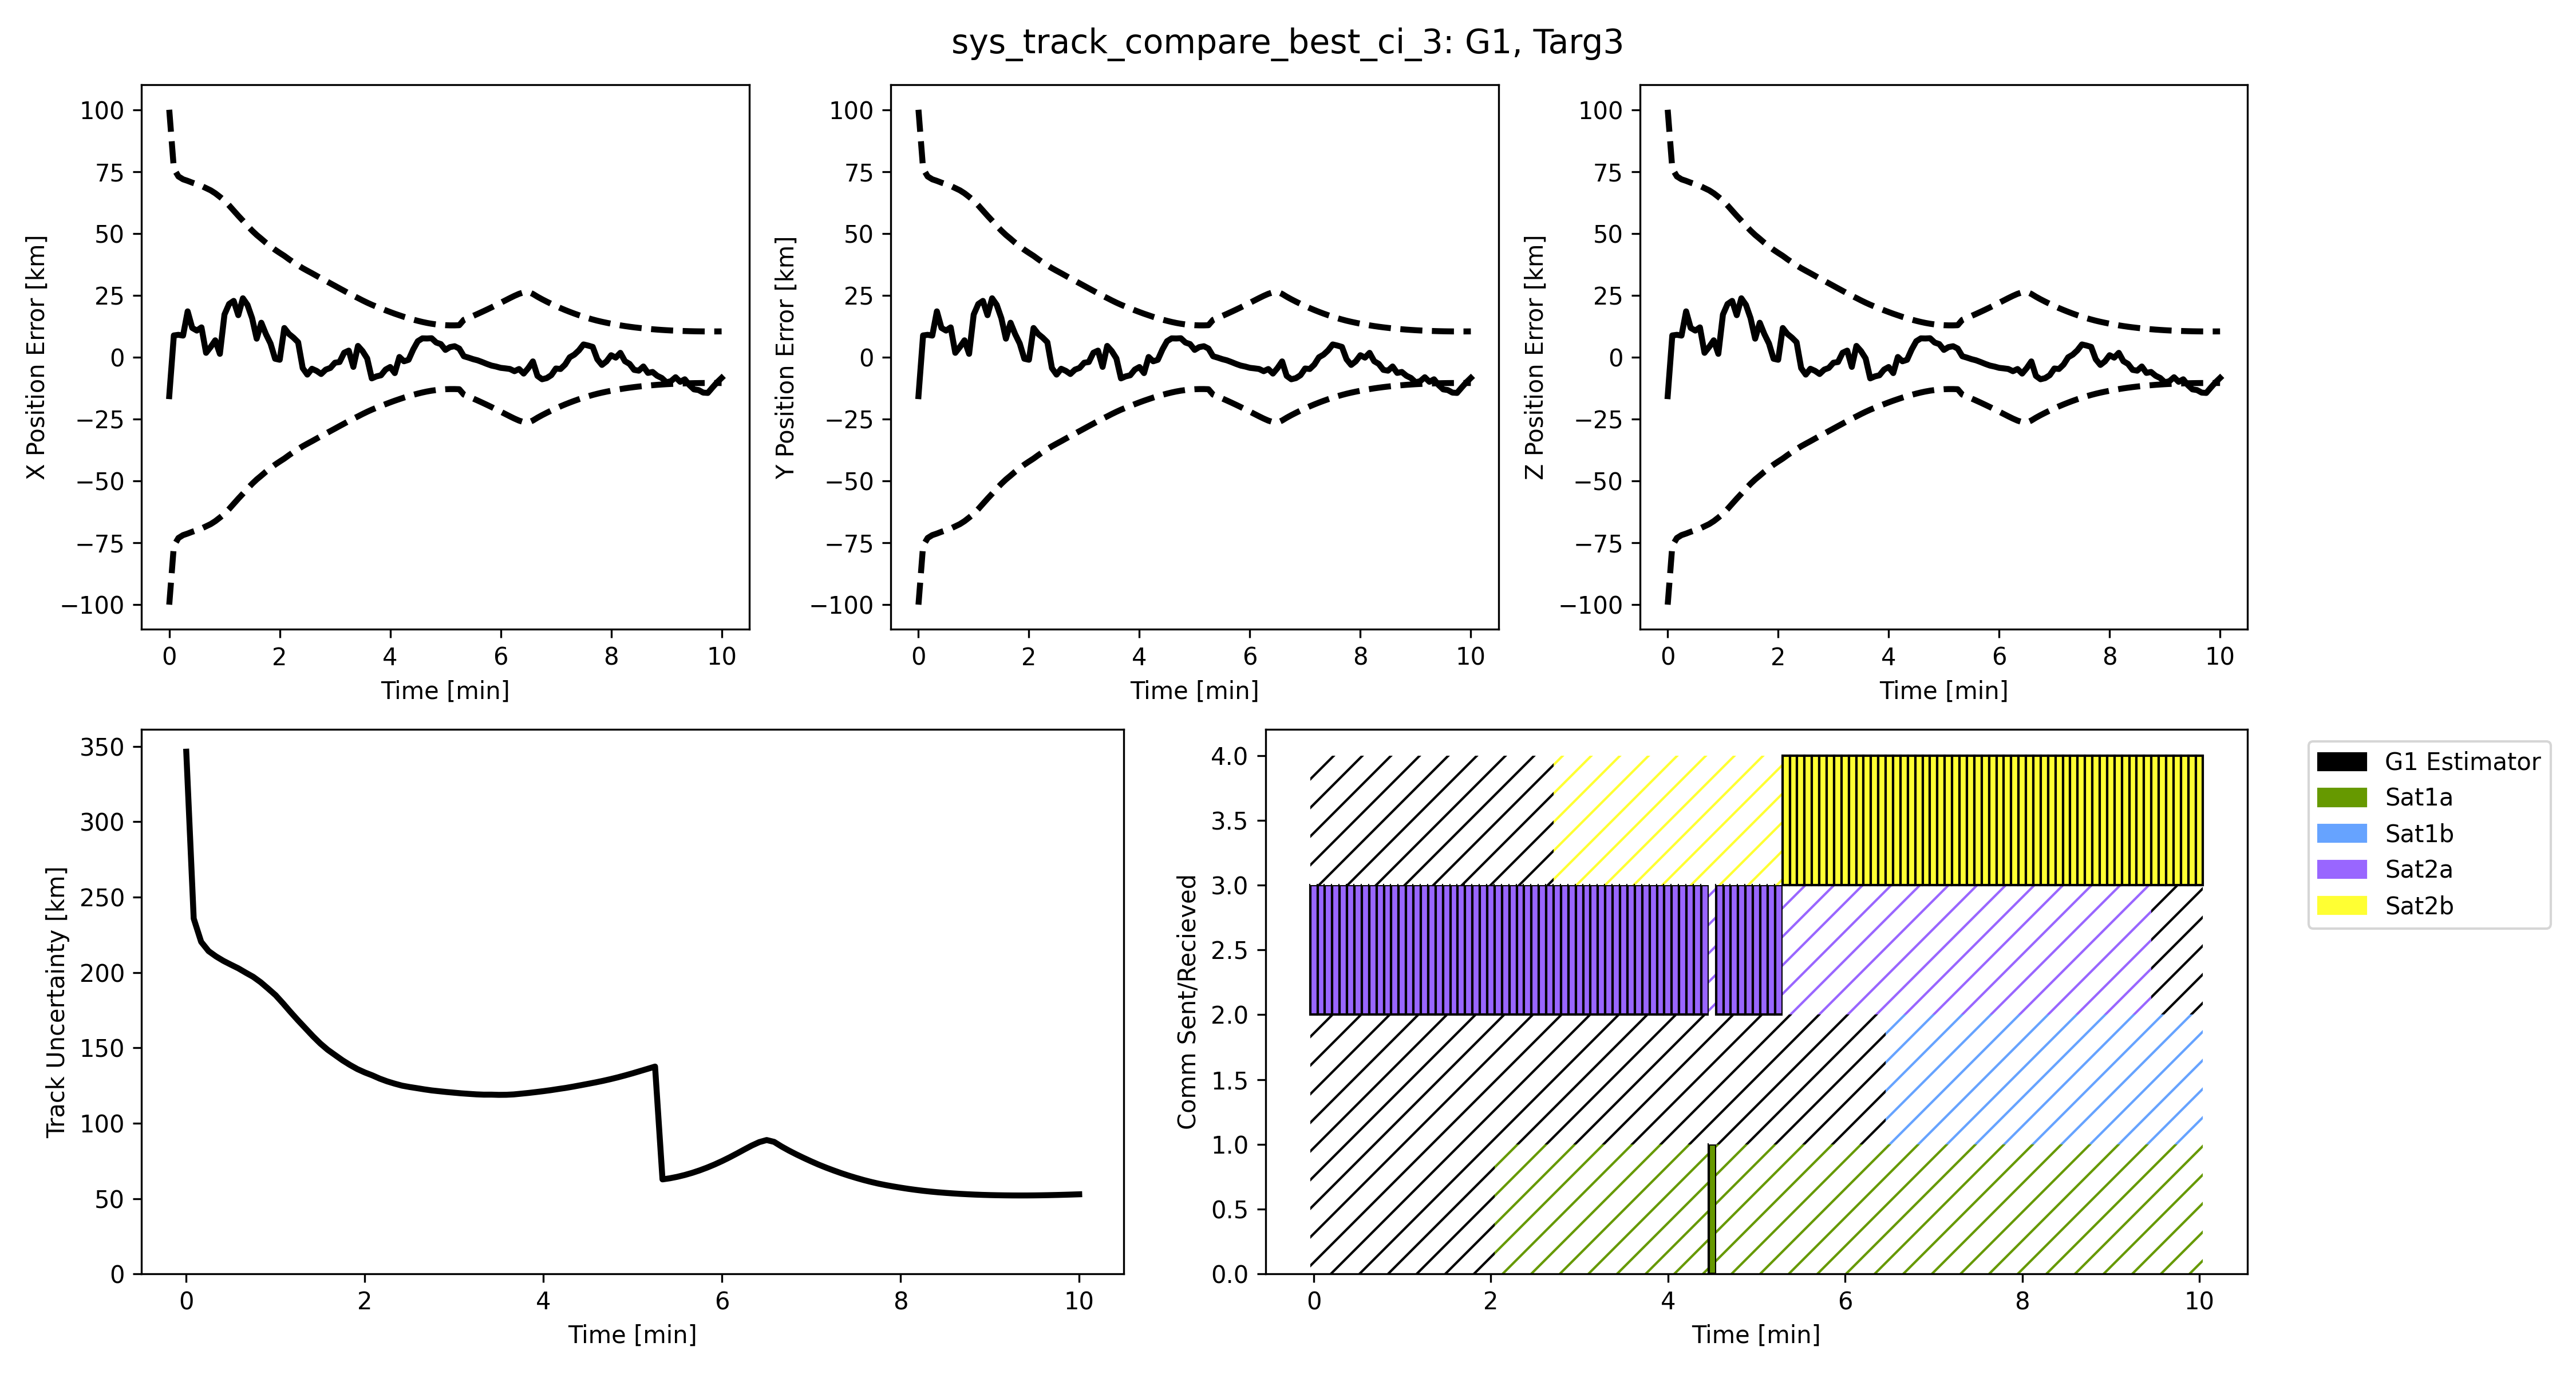 sys_track_compare_best_ci_3: G1, Targ3
100
75
50
25
0
−25
−50
−75
−100
X Position Error [km]
0 2 4 6 8 10
Time [min]
100
75
50
25
0
−25
−50
−75
−100
Y Position Error [km]
0 2 4 6 8 10
Time [min]
100
75
50
25
0
−25
−50
−75
−100
Z Position Error [km]
0 2 4 6 8 10
Time [min]
350
300
250
200
150
100
50
0
Track Uncertainty [km]
0 2 4 6 8 10
Time [min]
4.0
3.5
3.0
2.5
2.0
1.5
1.0
0.5
0.0
Comm Sent/Recieved
0 2 4 6 8 10
Time [min]
G1 Estimator
Sat1a
Sat1b
Sat2a
Sat2b